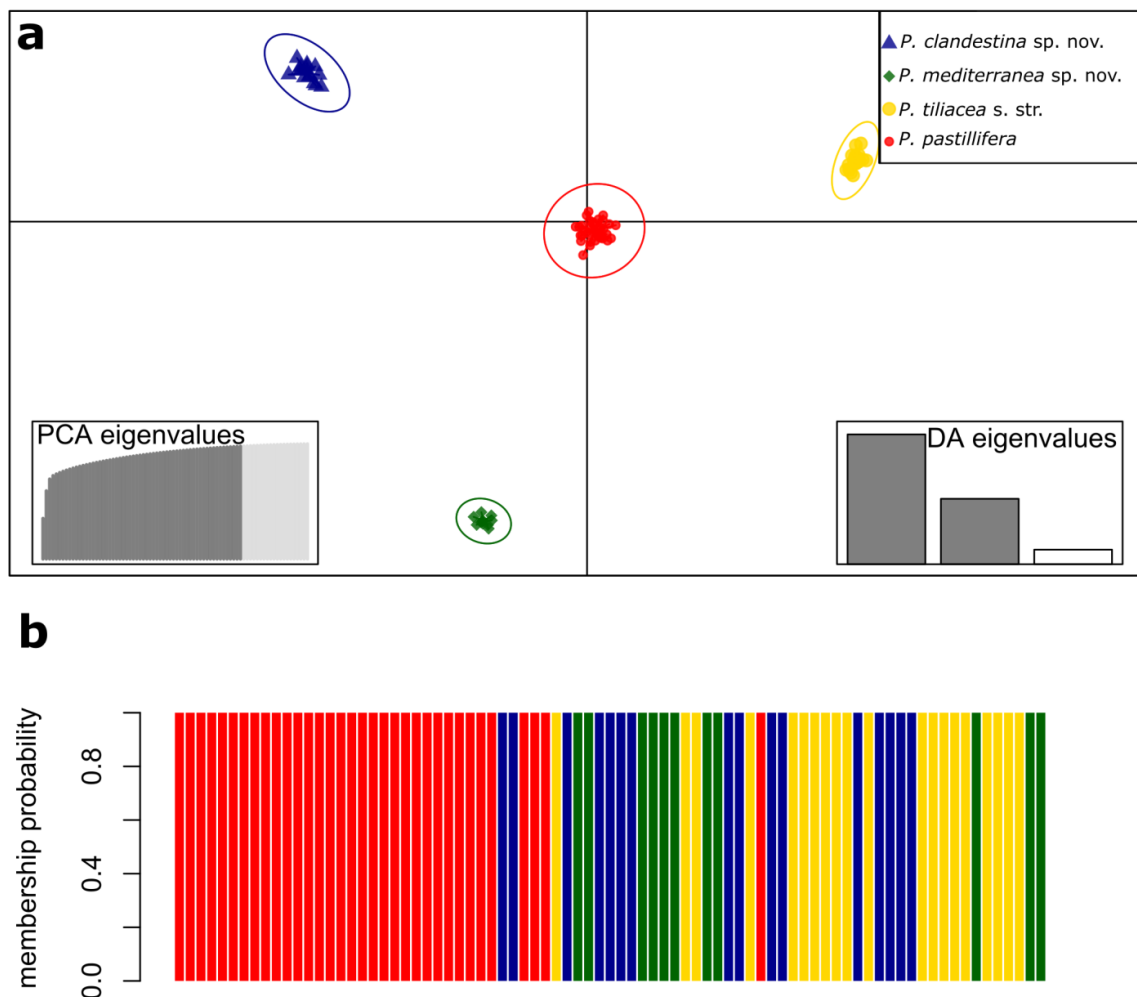 a
P. clandestina sp. nov.
P. mediterranea sp. nov.
P. tiliacea s. str.
P. pastillifera
PCA eigenvalues
DA eigenvalues
b
membership probability
0.8
0.4
0.0